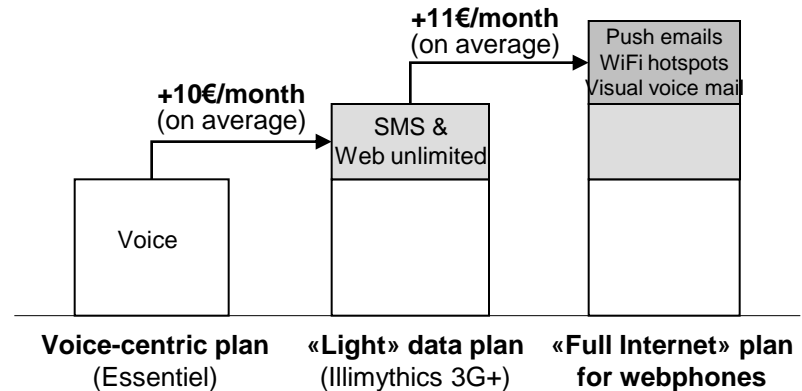 +11€/month
(on average)
Push emails
WiFi hotspots
Visual voice mail
+10€/month
(on average)
SMS &
Web unlimited
Voice
Voice-centric plan
(Essentiel)
«Light» data plan
(Illimythics 3G+)
«Full Internet» plan
for webphones